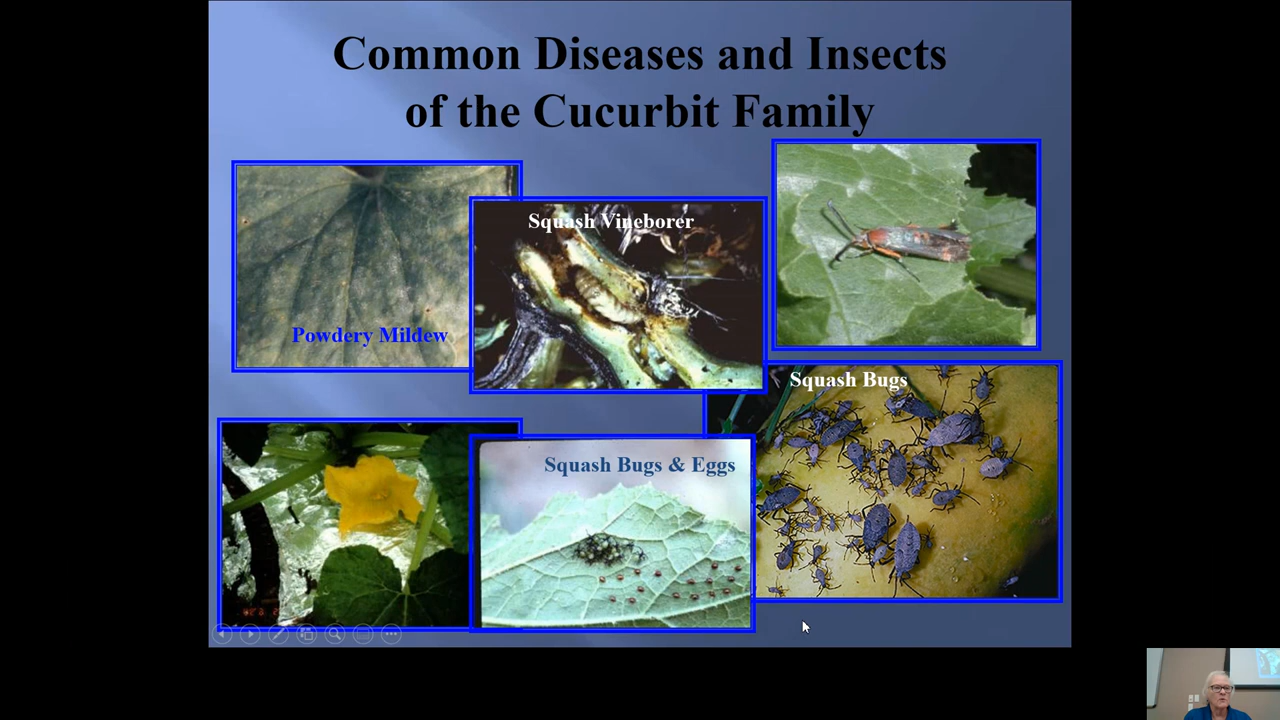 Common Diseases and Insects
of the Cucurbit Family
Squash Vineborer
Powdery Mildew
Squash Bugs
Squash Bugs & Eggs